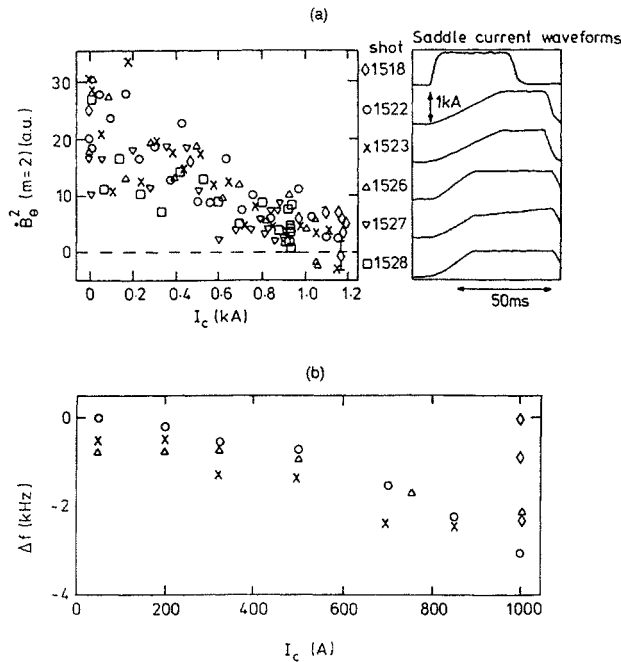 (a)
Saddle current waveforms
shot
◊1518
○1522
×1523
△1526
▽1527
□1528
1kA
50ms
Ḃ²θ (m=2) (a.u.)
30
20
10
0
0
0·2
0·4
0·6
0·8
1·0
1·2
Ic (kA)
(b)
Δf (kHz)
0
-2
-4
0
200
400
600
800
1000
Ic (A)